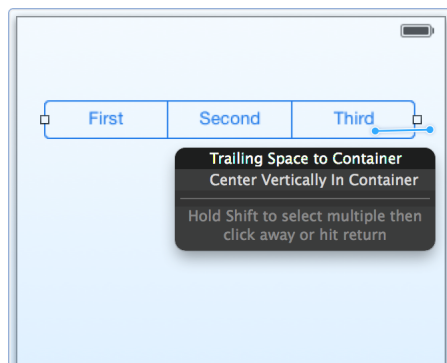 First Second Third
Trailing Space to Container
Center Vertically In Container
Hold Shift to select multiple then
click away or hit return